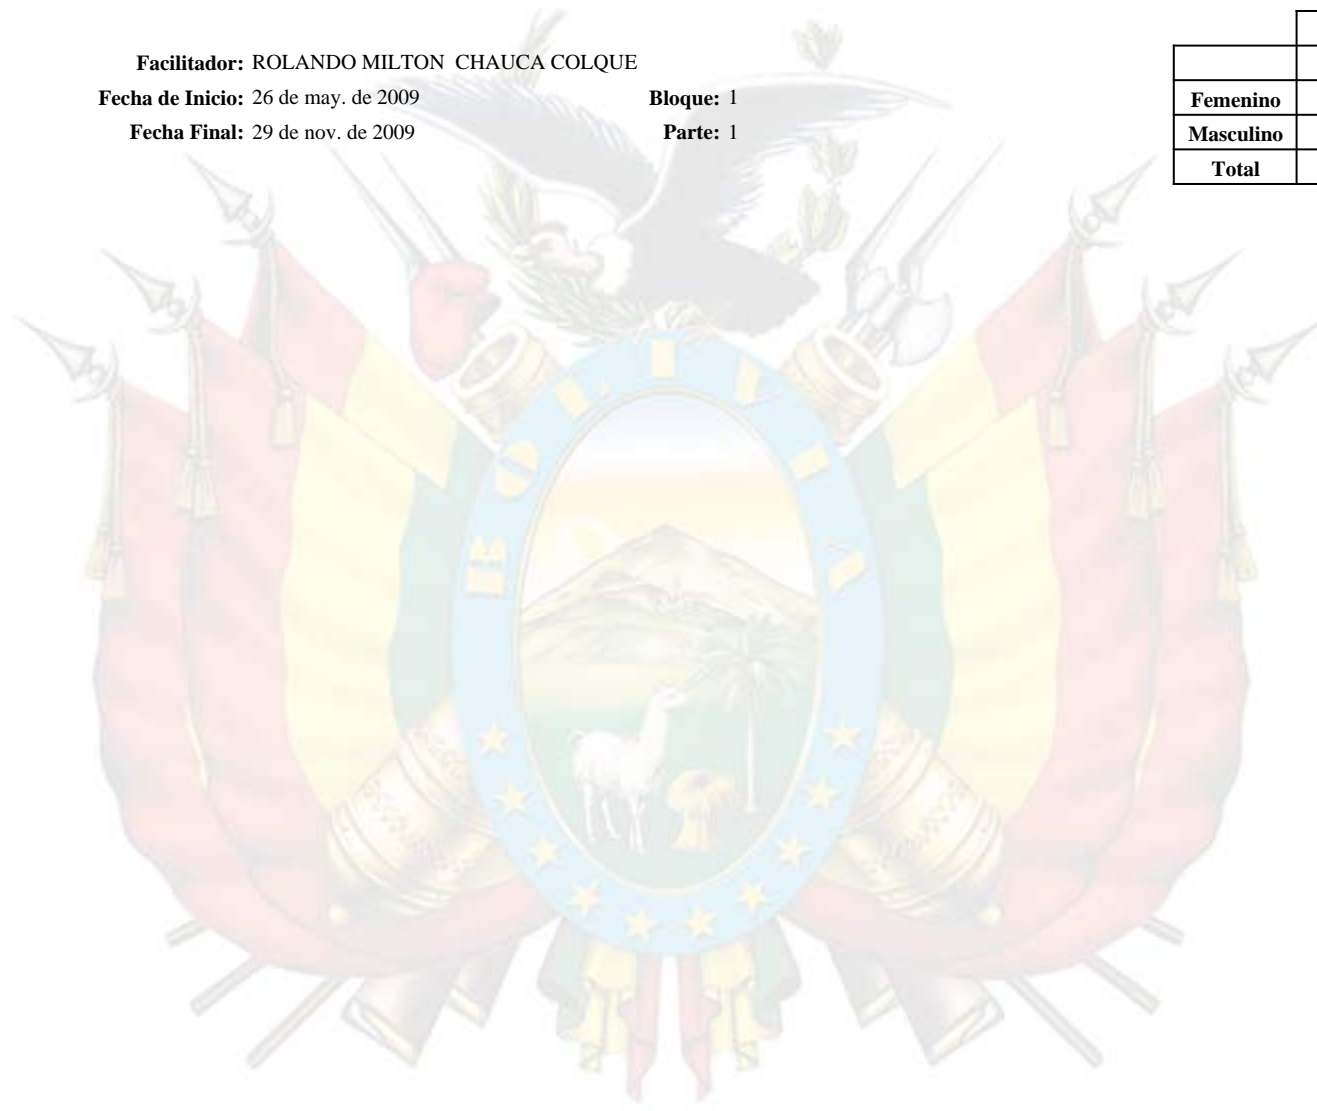 Facilitador: ROLANDO MILTON CHAUCA COLQUE
Fecha de Inicio: 26 de may. de 2009 Bloque: 1
Femenino
Fecha Final: 29 de nov. de 2009 Parte: 1
Masculino
Total
BOLIVIA